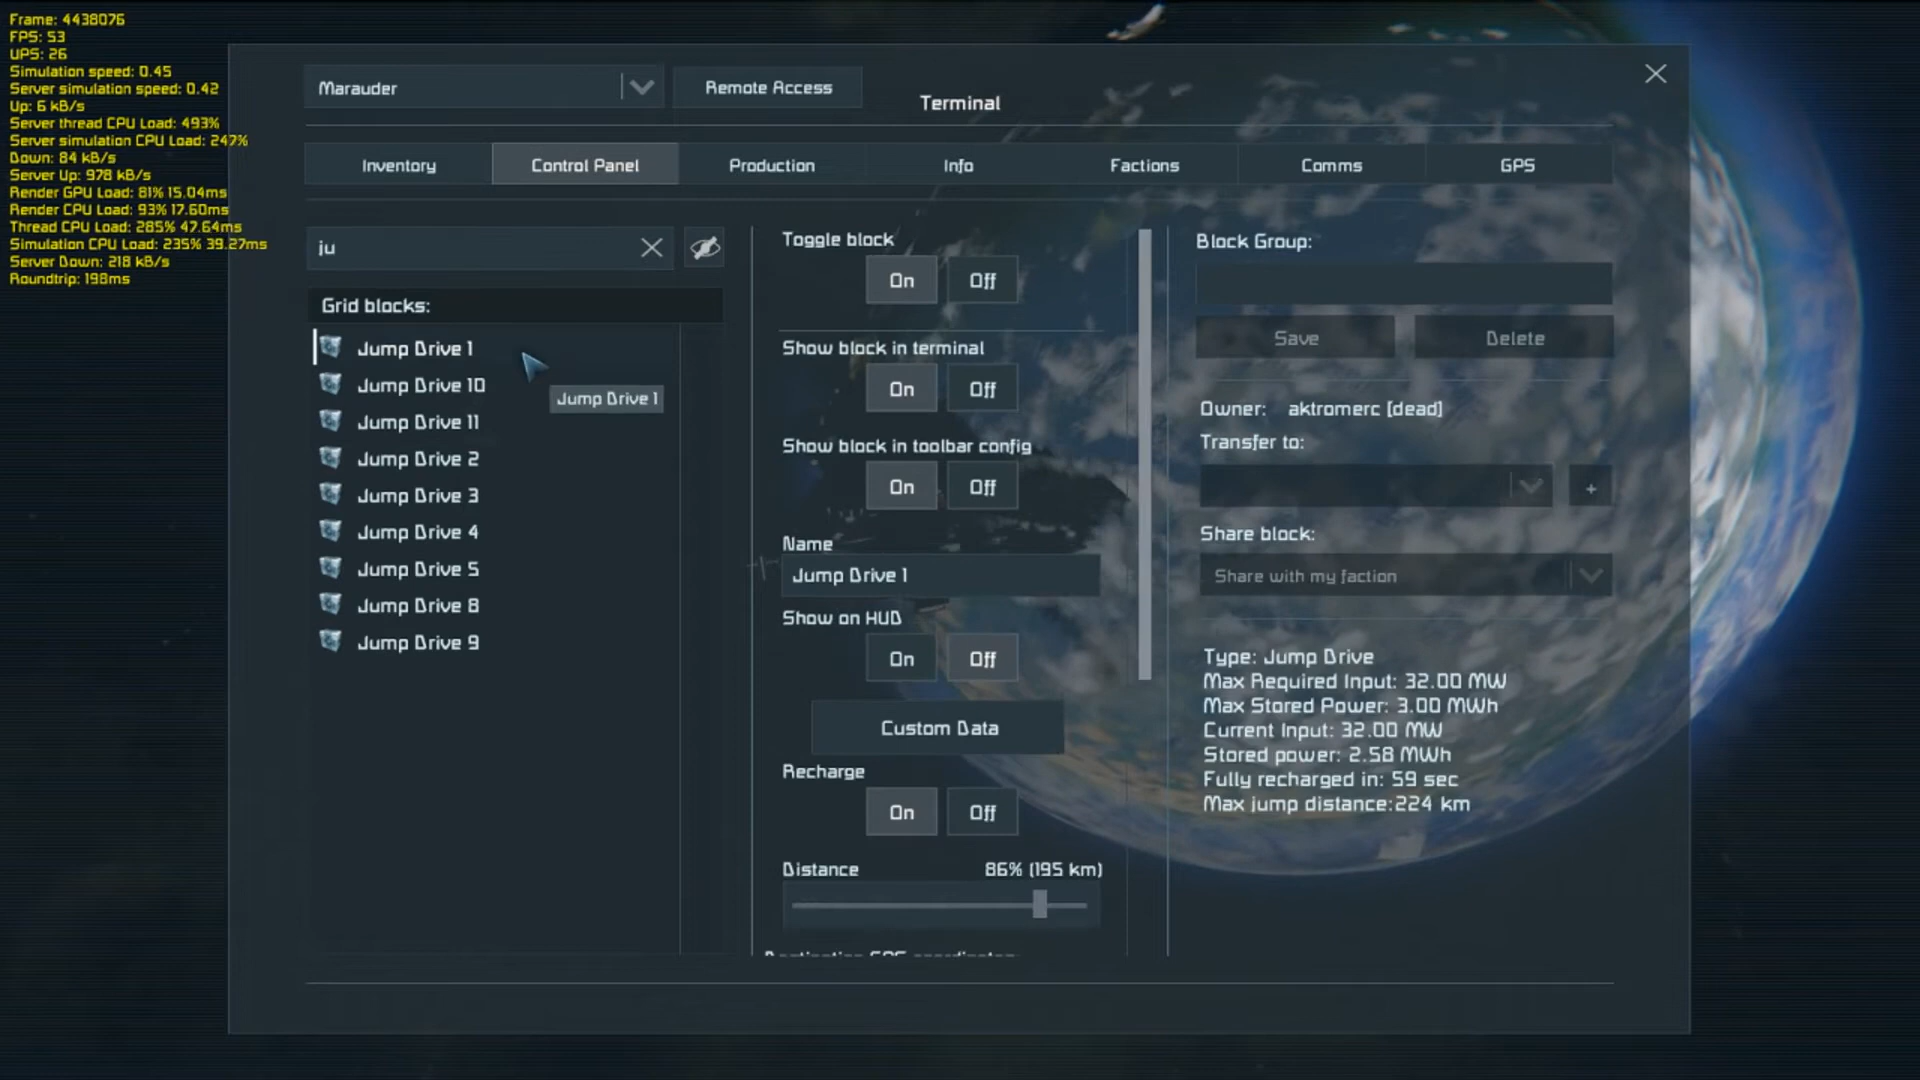 Frame: 4438076
FPS: 53
UPS: 26
Simulation speed: 0.45
Server simulation speed: 0.42
Up: 6 kB/s
Server thread CPU Load: 493%
Server simulation CPU Load: 247%
Down: 84 kB/s
Server Up: 978 kB/s
Render GPU Load: 81% 15.04ms
Render CPU Load: 93% 17.60ms
Thread CPU Load: 285% 47.64ms
Simulation CPU Load: 235% 39.27ms
Server Down: 218 kB/s
Roundtrip: 198ms
Marauder
Remote Access
Terminal
Inventory
Control Panel
Production
Info
Factions
Comms
GPS
ju
Grid blocks:
Jump Drive 1
Jump Drive 10
Jump Drive 11
Jump Drive 2
Jump Drive 3
Jump Drive 4
Jump Drive 5
Jump Drive 8
Jump Drive 9
Jump Drive 1
Toggle block
On Off
Show block in terminal
On Off
Show block in toolbar config
On Off
Name
Jump Drive 1
Show on HUD
On Off
Custom Data
Recharge
On Off
Distance 86% (195 km)
Block Group:
Save Delete
Owner: aktromerc [dead]
Transfer to:
+
Share block:
Share with my faction
Type: Jump Drive
Max Required Input: 32.00 MW
Max Stored Power: 3.00 MWh
Current Input: 32.00 MW
Stored power: 2.58 MWh
Fully recharged in: 59 sec
Max jump distance:224 km